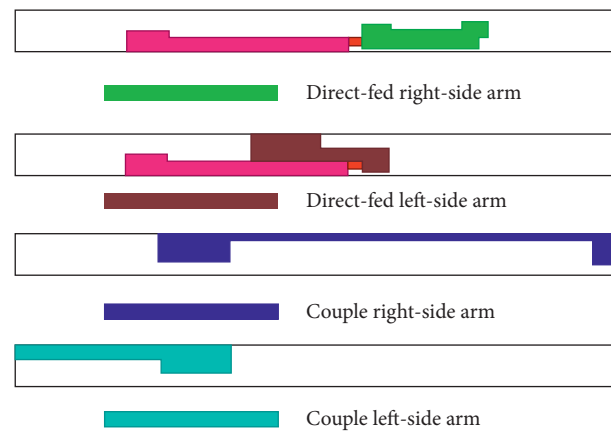 Direct-fed right-side arm
Direct-fed left-side arm
Couple right-side arm
Couple left-side arm